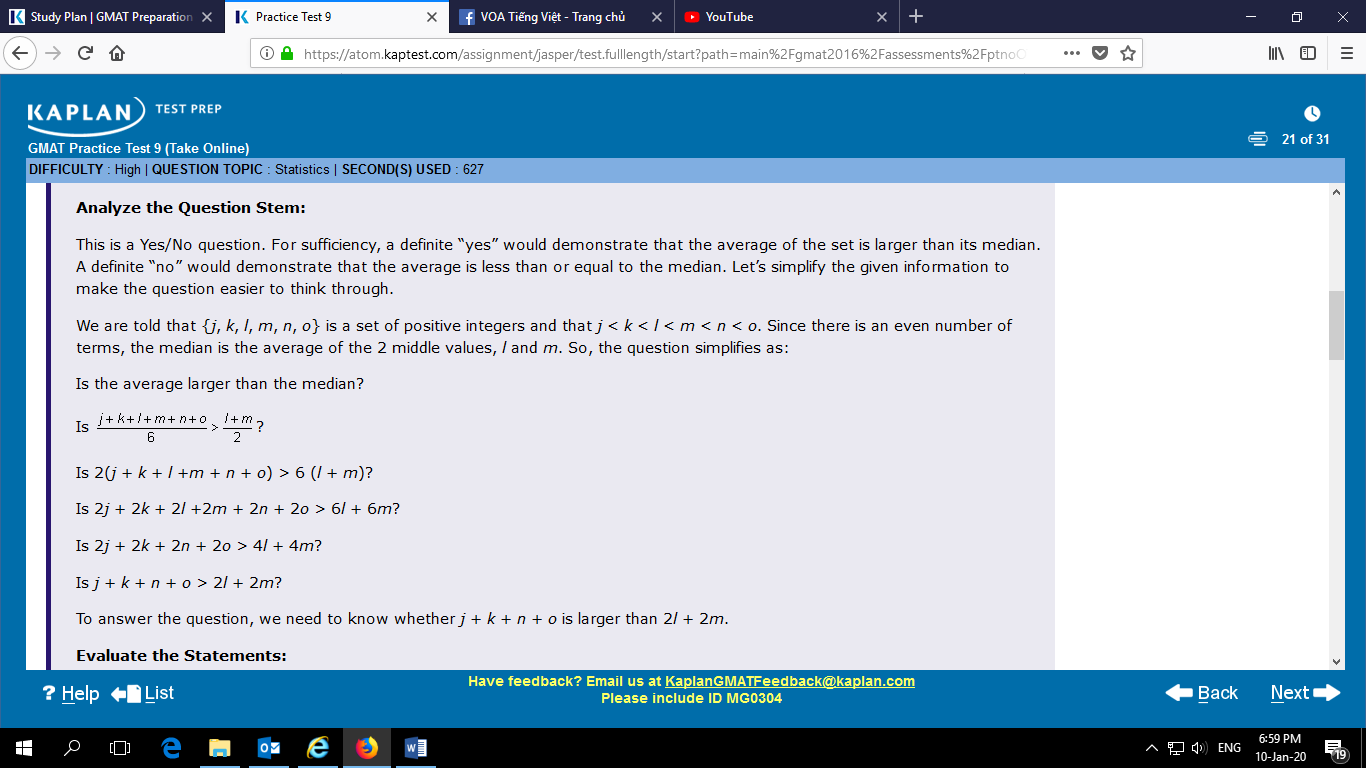 Study Plan | GMAT Preparation
Practice Test 9
VOA Tiếng Việt - Trang chủ
YouTube
https://atom.kaptest.com/assignment/jasper/test.fulllength/start?path=main%2Fgmat2016%2Fassessments%2FptnoO
KAPLAN TEST PREP
GMAT Practice Test 9 (Take Online)
21 of 31
DIFFICULTY : High | QUESTION TOPIC : Statistics | SECOND(S) USED : 627
Analyze the Question Stem:
This is a Yes/No question. For sufficiency, a definite “yes” would demonstrate that the average of the set is larger than its median.
A definite “no” would demonstrate that the average is less than or equal to the median. Let’s simplify the given information to
make the question easier to think through.
We are told that {j, k, l, m, n, o} is a set of positive integers and that j < k < l < m < n < o. Since there is an even number of
terms, the median is the average of the 2 middle values, l and m. So, the question simplifies as:
Is the average larger than the median?
Is (j + k + l + m + n + o)/6 > (l + m)/2 ?
Is 2(j + k + l +m + n + o) > 6 (l + m)?
Is 2j + 2k + 2l +2m + 2n + 2o > 6l + 6m?
Is 2j + 2k + 2n + 2o > 4l + 4m?
Is j + k + n + o > 2l + 2m?
To answer the question, we need to know whether j + k + n + o is larger than 2l + 2m.
Evaluate the Statements:
? Help
List
Have feedback? Email us at KaplanGMATFeedback@kaplan.com
Please include ID MG0304
Back
Next
ENG
6:59 PM
10-Jan-20
19